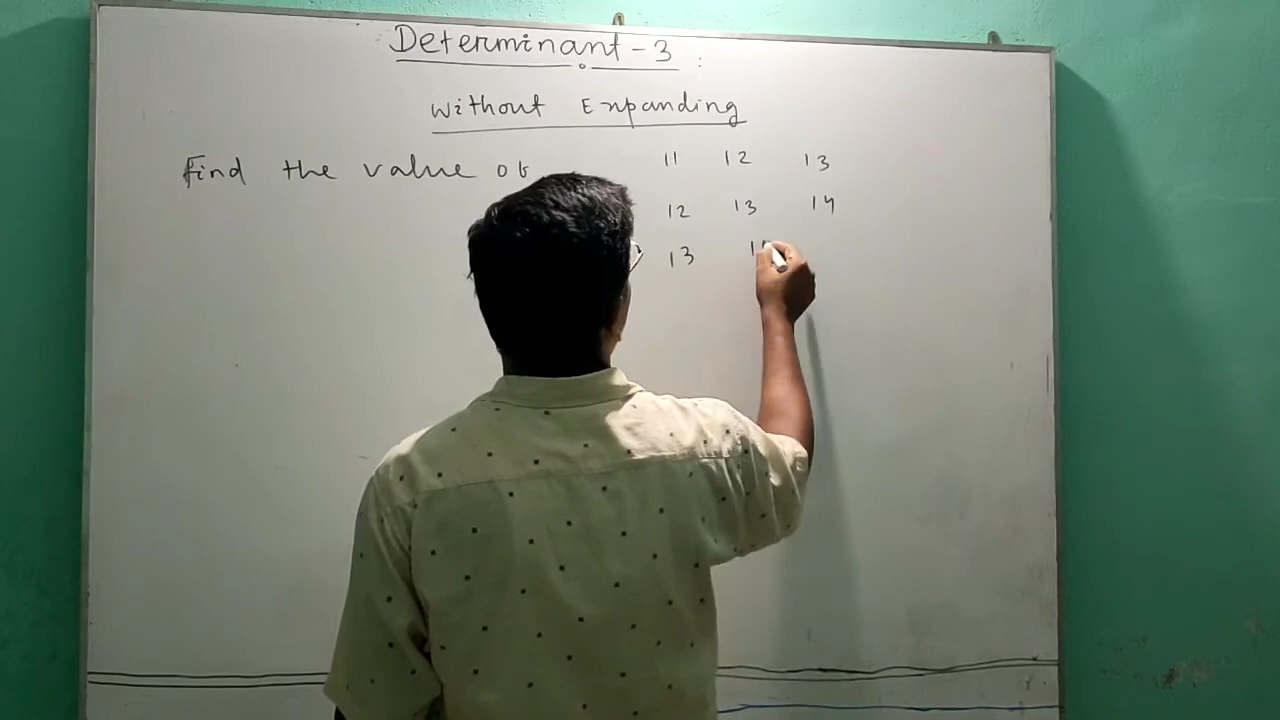 Determinant - 3 :
without Expanding
Find the value of 11 12 13
12 13 14
13